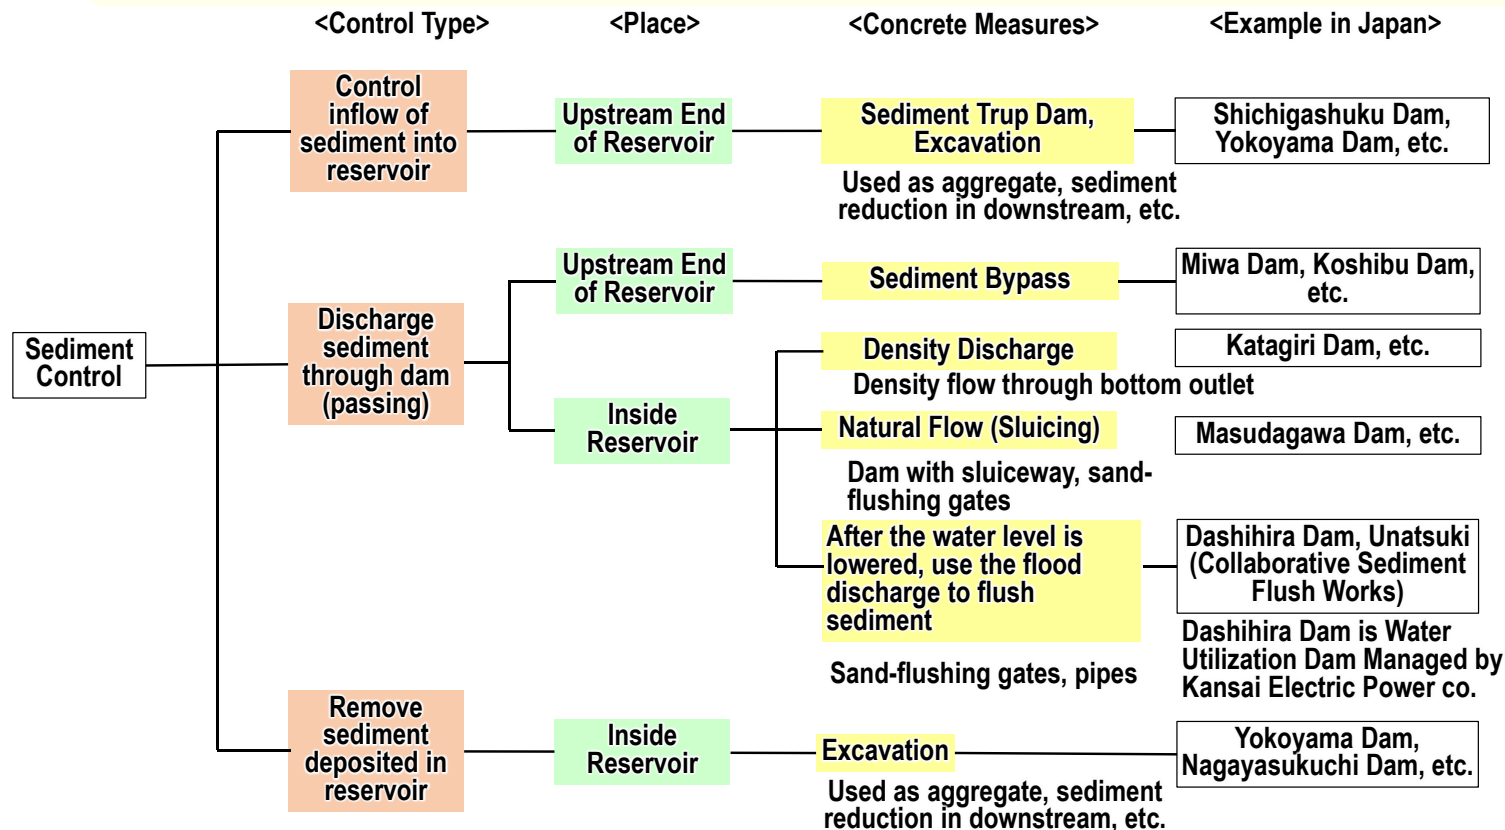 <Control Type>
<Place>
<Concrete Measures>
<Example in Japan>
Control
inflow of
sediment into
reservoir
Upstream End
of Reservoir
Sediment Trup Dam,
Excavation
Shichigashuku Dam,
Yokoyama Dam, etc.
Used as aggregate, sediment
reduction in downstream, etc.
Sediment
Control
Discharge
sediment
through dam
(passing)
Upstream End
of Reservoir
Sediment Bypass
Miwa Dam, Koshibu Dam,
etc.
Inside
Reservoir
Density Discharge
Katagiri Dam, etc.
Density flow through bottom outlet
Natural Flow (Sluicing)
Masudagawa Dam, etc.
Dam with sluiceway, sand-
flushing gates
After the water level is
lowered, use the flood
discharge to flush
sediment
Dashihira Dam, Unatsuki
(Collaborative Sediment
Flush Works)
Sand-flushing gates, pipes
Dashihira Dam is Water
Utilization Dam Managed by
Kansai Electric Power co.
Remove
sediment
deposited in
reservoir
Inside
Reservoir
Excavation
Yokoyama Dam,
Nagayasukuchi Dam, etc.
Used as aggregate, sediment
reduction in downstream, etc.